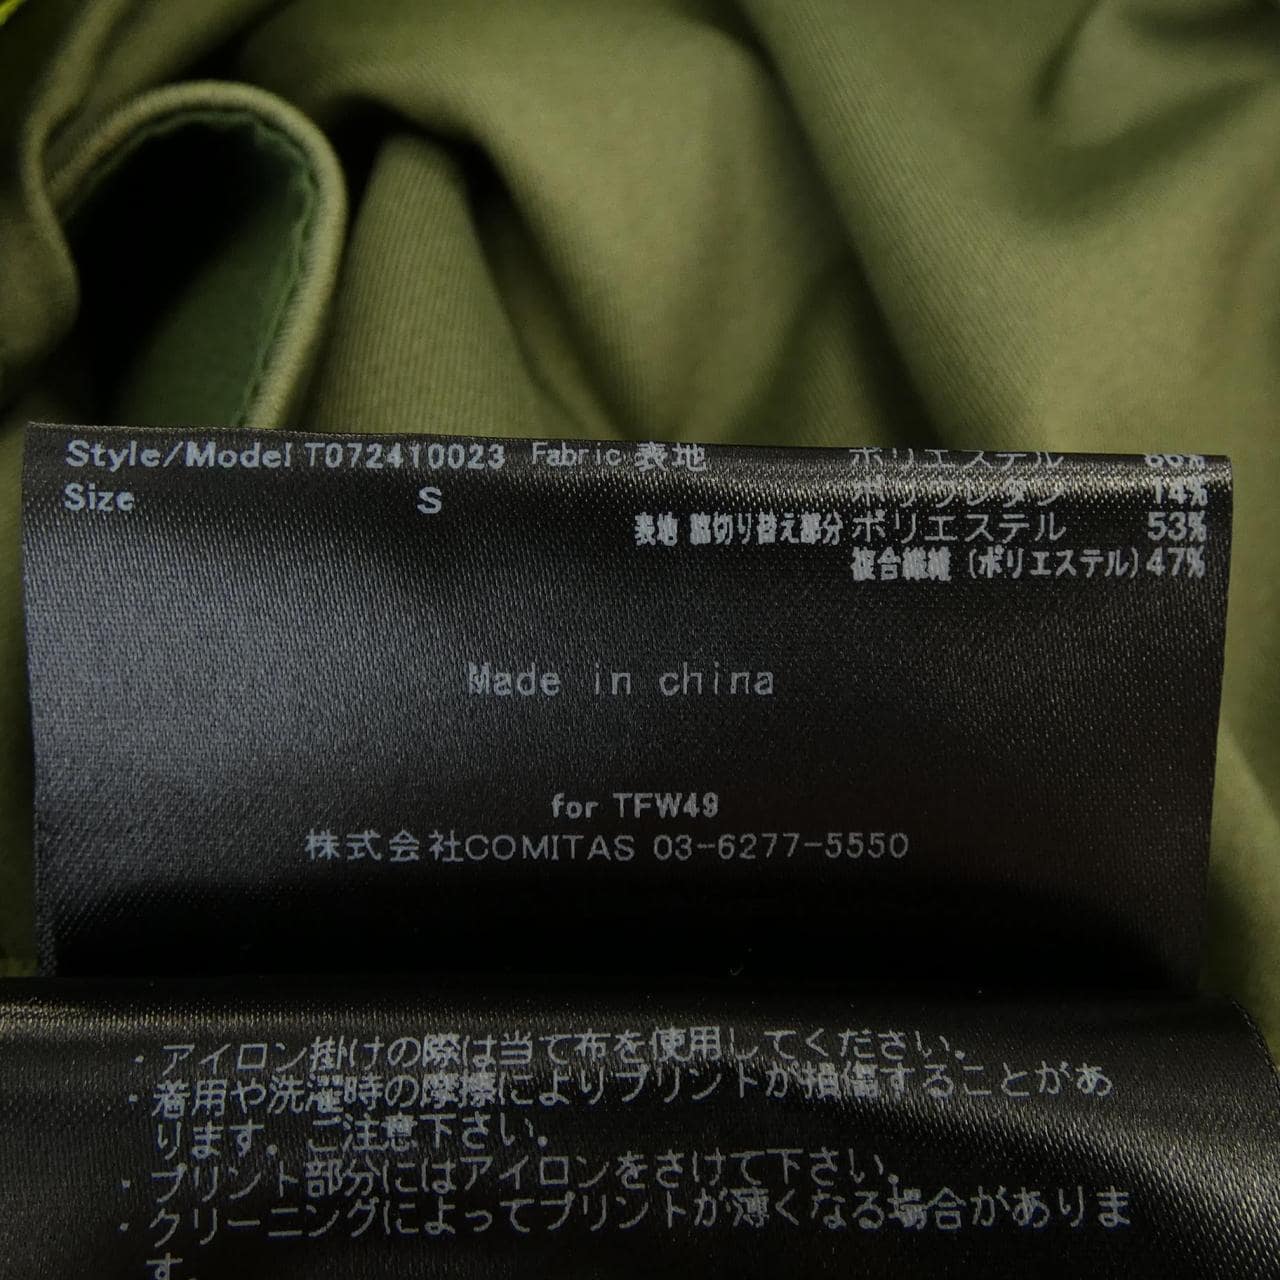 Style/Model T072410023 Fabric 表地 ポリエステル
Size S ポリウレタン 14%
表地 脇切り替え部分 ポリエステル 53%
複合繊維 (ポリエステル) 47%
Made in china
for TFW49
株式会社COMITAS 03-6277-5550
・アイロン掛けの際は当て布を使用してください。
・着用や洗濯時の摩擦によりプリントが損傷することがあ
ります。ご注意下さい。
・プリント部分にはアイロンをさけて下さい。
・クリーニングによってプリントが薄くなる場合がありま
す。